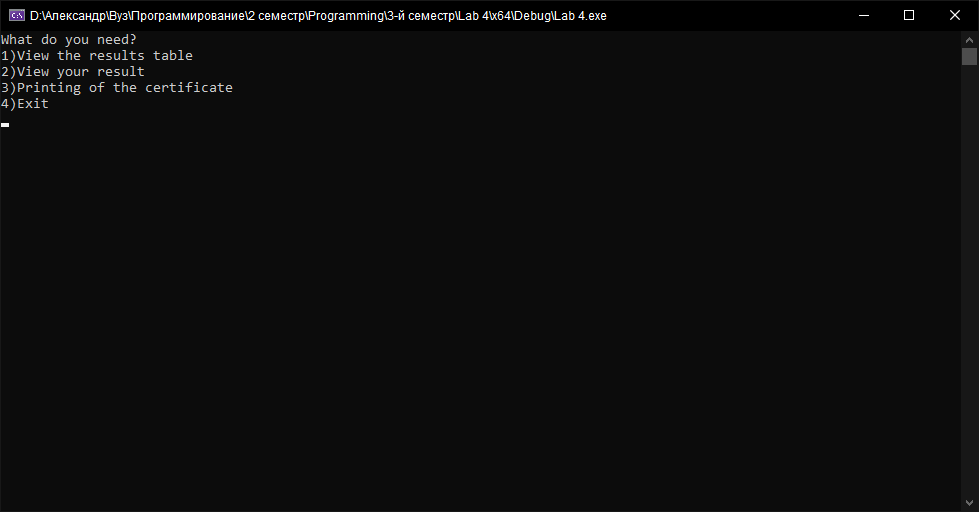 D:\Александр\Вуз\Программирование\2 семестр\Programming\3-й семестр\Lab 4\x64\Debug\Lab 4.exe
What do you need?
1)View the results table
2)View your result
3)Printing of the certificate
4)Exit